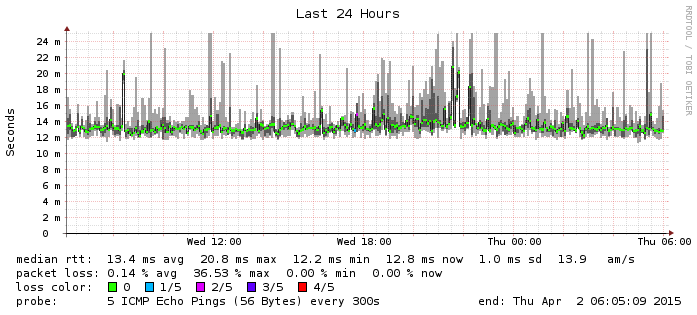 Last 24 Hours
RRDTOOL / TOBI OETIKER
Seconds
24 m
22 m
20 m
18 m
16 m
14 m
12 m
10 m
8 m
6 m
4 m
2 m
0
Wed 12:00 Wed 18:00 Thu 00:00 Thu 06:00
median rtt: 13.4 ms avg 20.8 ms max 12.2 ms min 12.8 ms now 1.0 ms sd 13.9 am/s
packet loss: 0.14 % avg 36.53 % max 0.00 % min 0.00 % now
loss color: 0 1/5 2/5 3/5 4/5
probe: 5 ICMP Echo Pings (56 Bytes) every 300s end: Thu Apr 2 06:05:09 2015